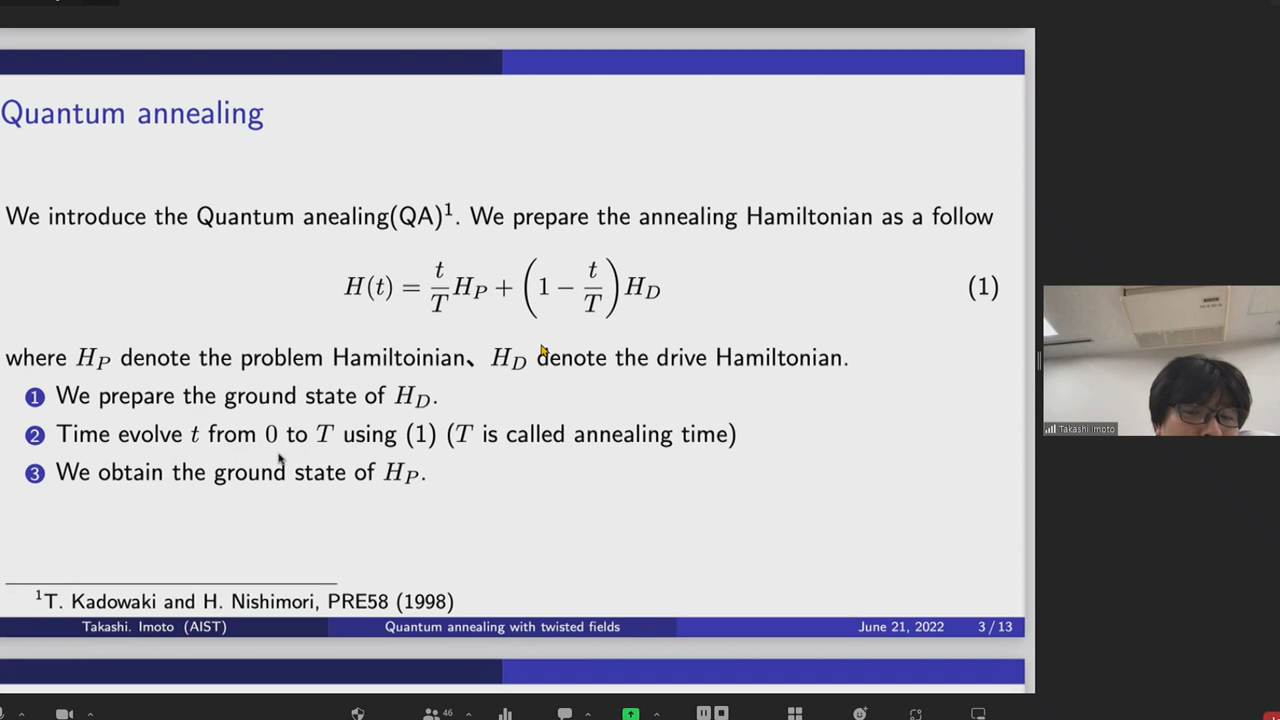 Quantum annealing
We introduce the Quantum anealing(QA)¹. We prepare the annealing Hamiltonian as a follow
H(t) = t/T H_P + (1 − t/T) H_D (1)
where H_P denote the problem Hamiltoinian、 H_D denote the drive Hamiltonian.
1 We prepare the ground state of H_D.
2 Time evolve t from 0 to T using (1) (T is called annealing time)
3 We obtain the ground state of H_P.
¹T. Kadowaki and H. Nishimori, PRE58 (1998)
Takashi. Imoto (AIST) Quantum annealing with twisted fields June 21, 2022 3 / 13
Takashi Imoto
46